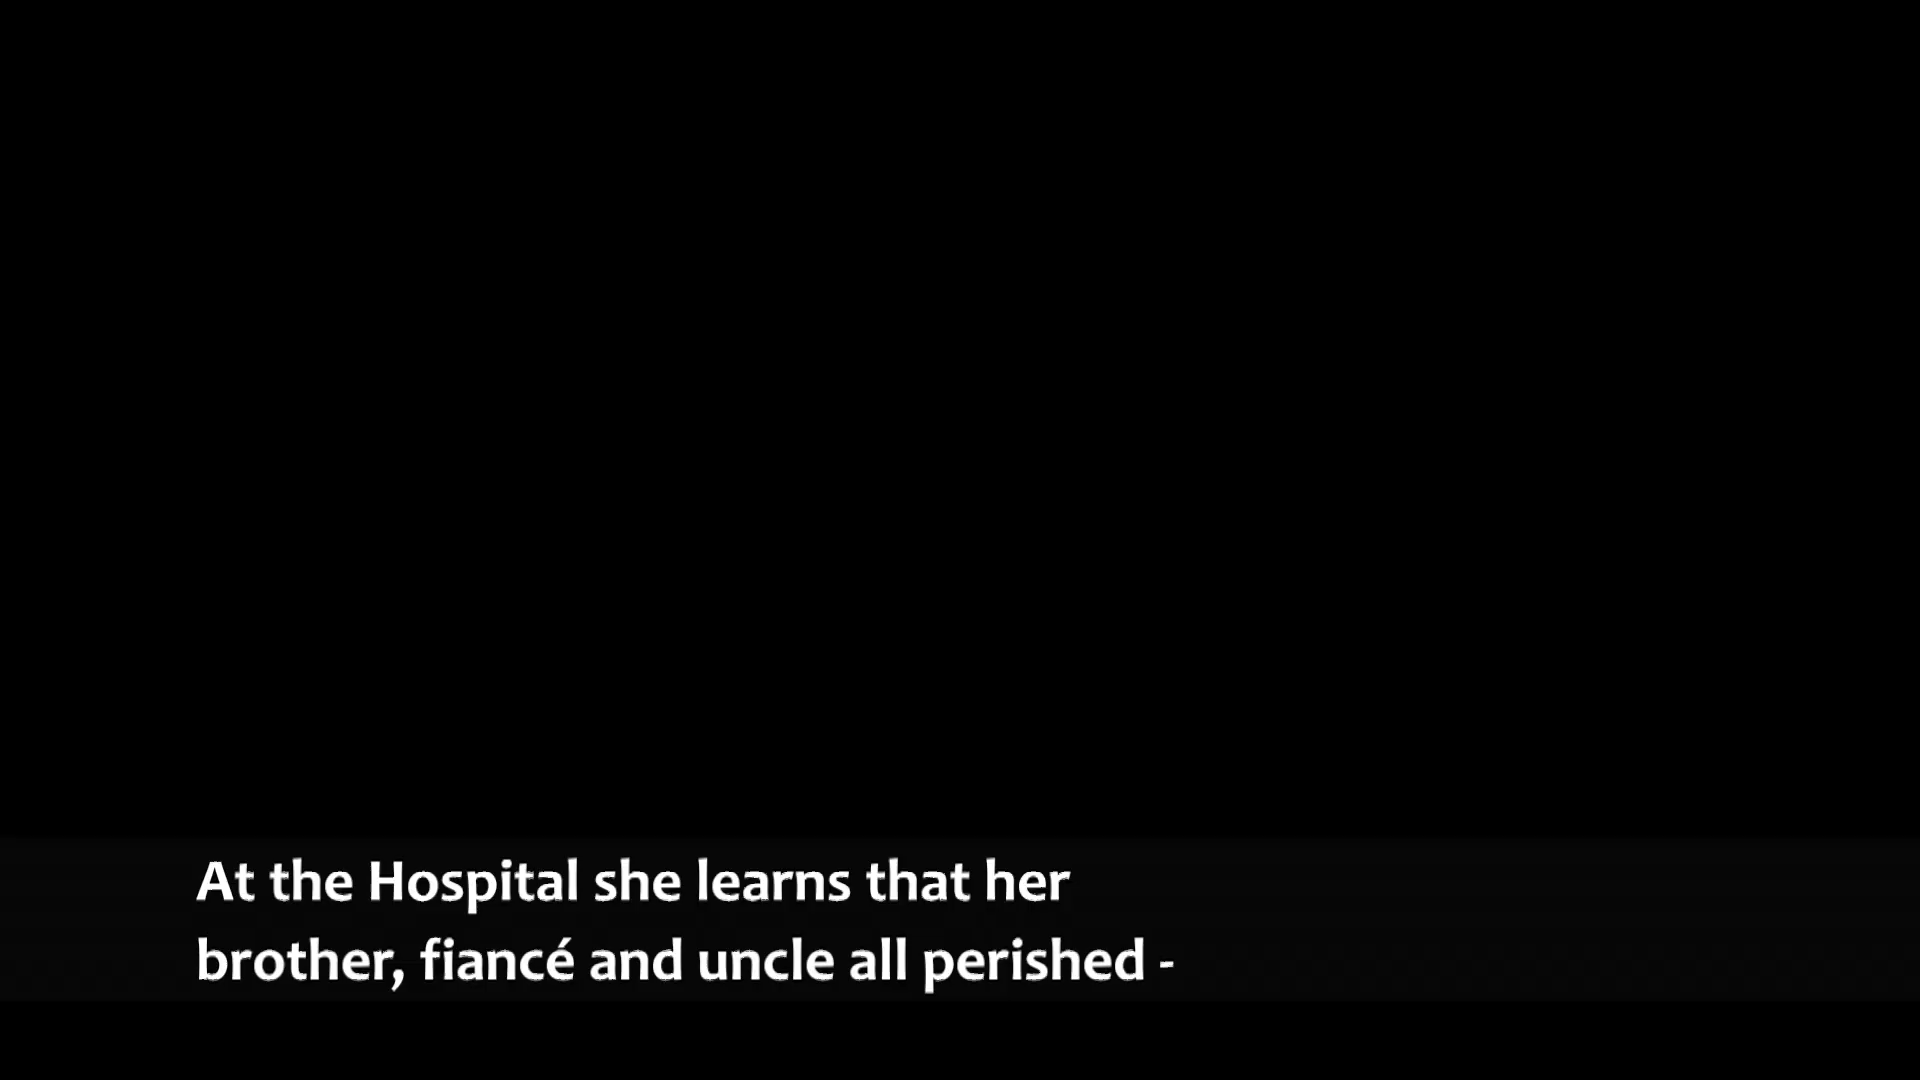 At the Hospital she learns that her
brother, fiancé and uncle all perished -